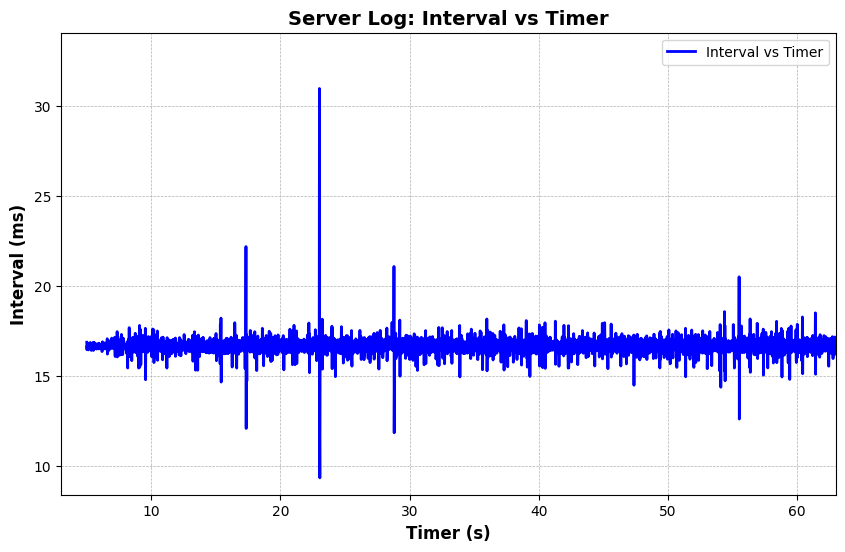 Server Log: Interval vs Timer
Interval vs Timer
30
25
20
15
10
Interval (ms)
10 20 30 40 50 60
Timer (s)